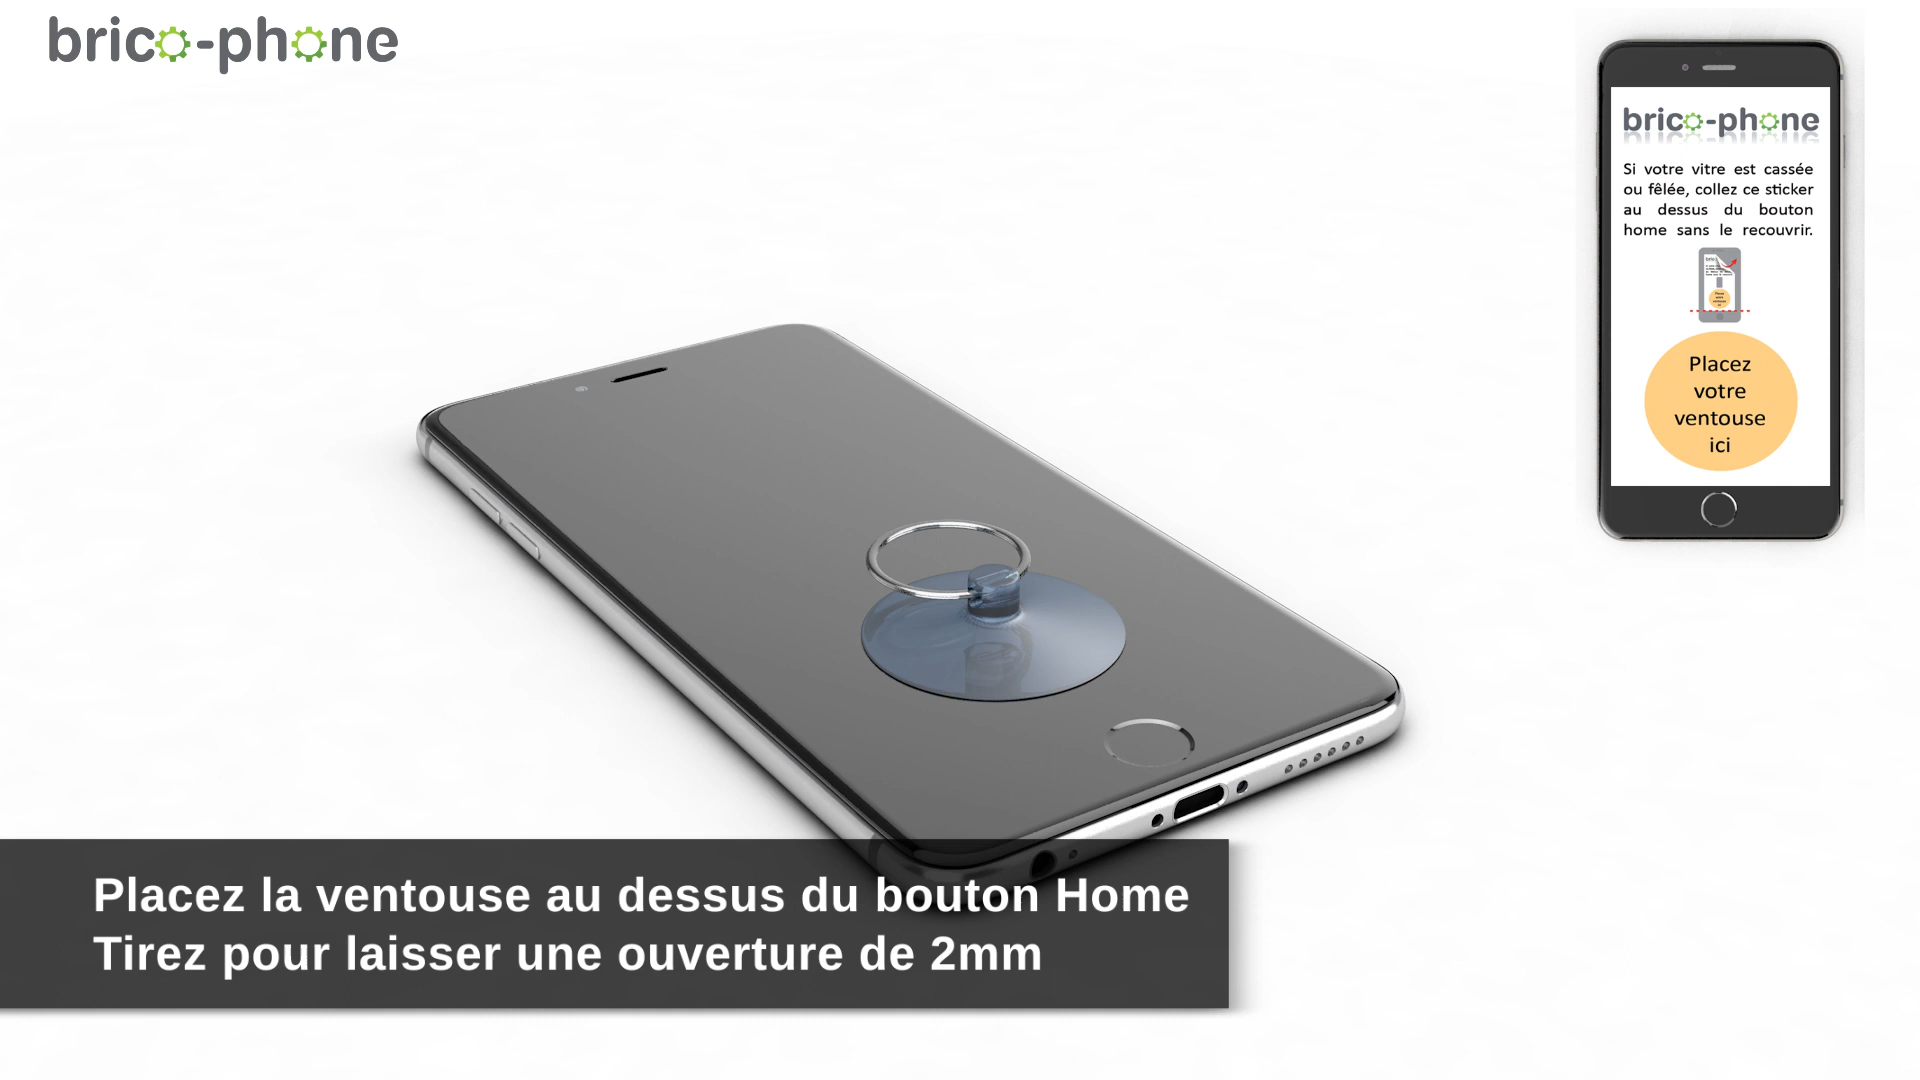 brico-phone
brico-phone
Si votre vitre est cassée
ou fêlée, collez ce sticker
au dessus du bouton
home sans le recouvrir.
Placez
votre
ventouse
ici
Placez la ventouse au dessus du bouton Home
Tirez pour laisser une ouverture de 2mm